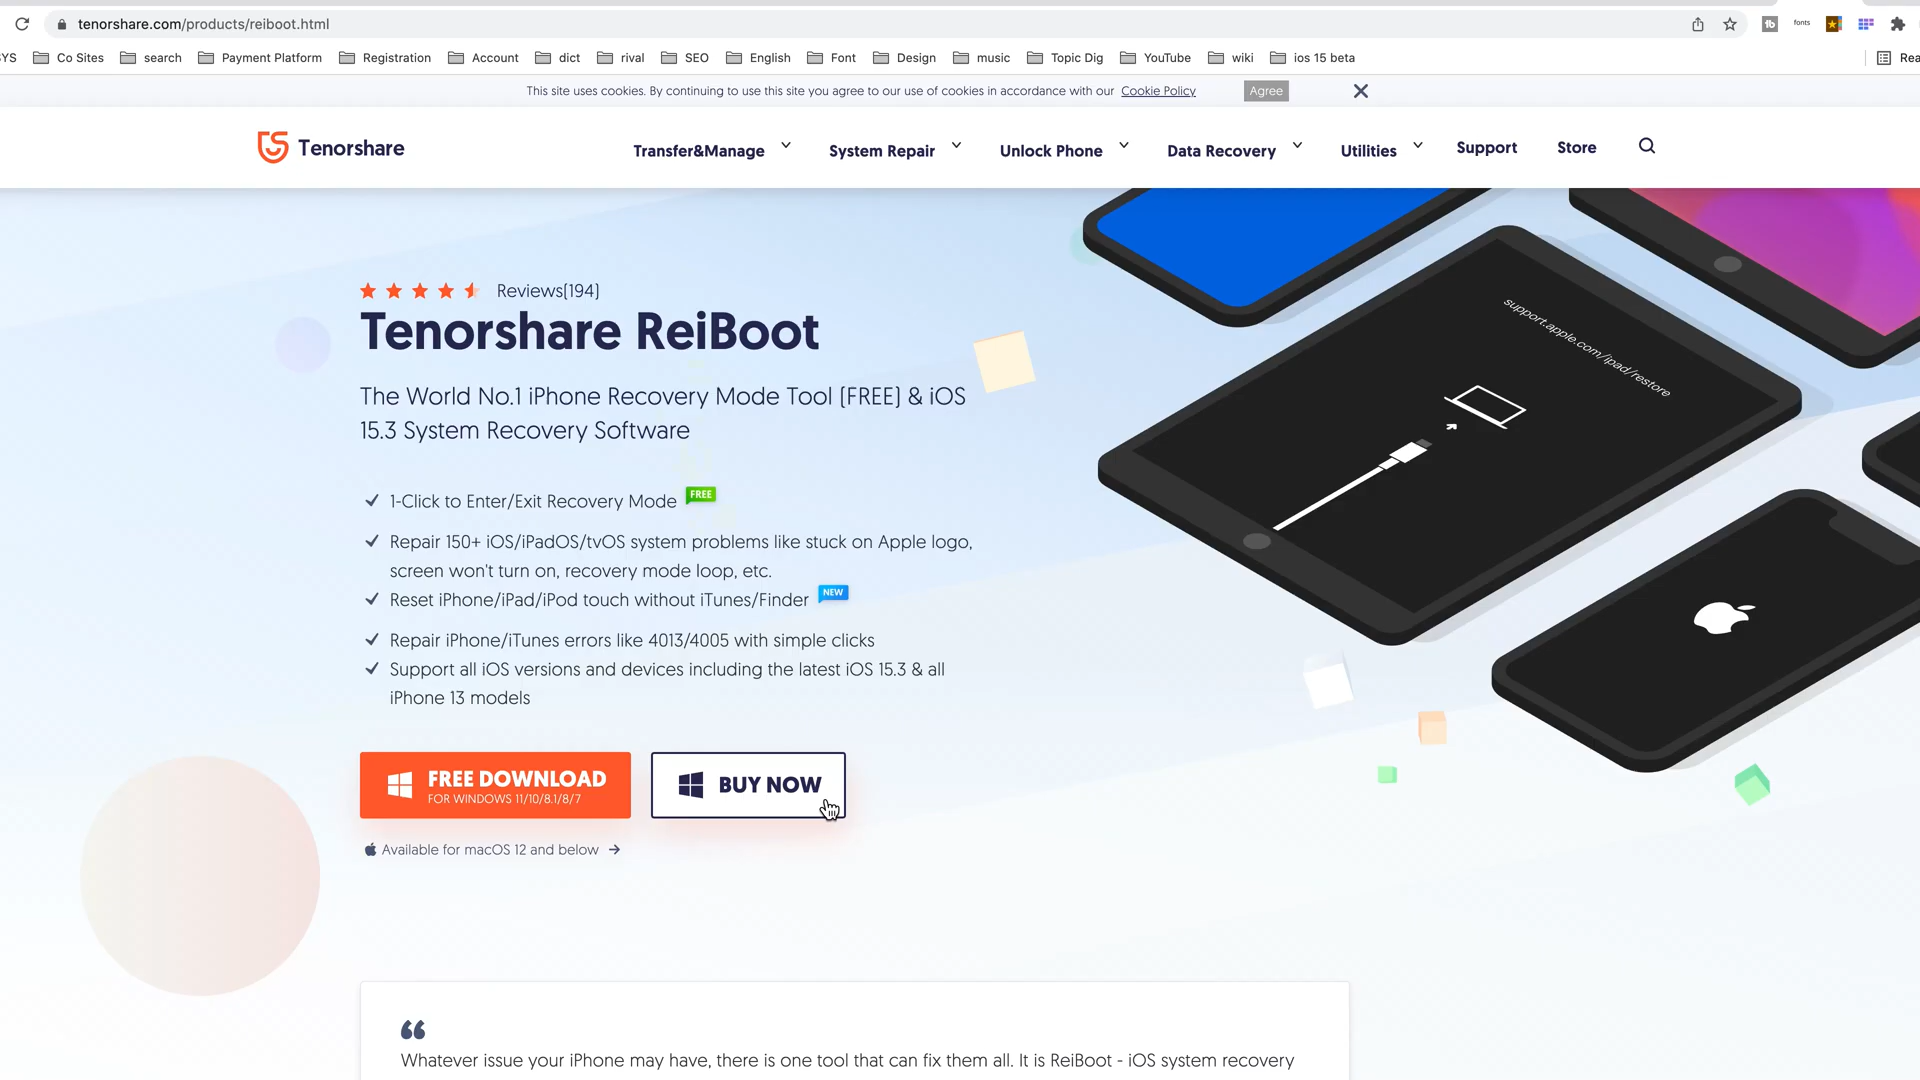 tenorshare.com/products/reiboot.html
fonts
YS Co Sites search Payment Platform Registration Account dict rival SEO English Font Design music Topic Dig YouTube wiki ios 15 beta
This site uses cookies. By continuing to use this site you agree to our use of cookies in accordance with our Cookie Policy Agree
Tenorshare Transfer&Manage System Repair Unlock Phone Data Recovery Utilities Support Store
Reviews(194)
Tenorshare ReiBoot
The World No.1 iPhone Recovery Mode Tool (FREE) & iOS
15.3 System Recovery Software
1-Click to Enter/Exit Recovery Mode FREE
Repair 150+ iOS/iPadOS/tvOS system problems like stuck on Apple logo,
screen won't turn on, recovery mode loop, etc.
Reset iPhone/iPad/iPod touch without iTunes/Finder NEW
Repair iPhone/iTunes errors like 4013/4005 with simple clicks
Support all iOS versions and devices including the latest iOS 15.3 & all
iPhone 13 models
FREE DOWNLOAD
FOR WINDOWS 11/10/8.1/8/7
BUY NOW
Available for macOS 12 and below
support.apple.com/ipad/restore
Whatever issue your iPhone may have, there is one tool that can fix them all. It is ReiBoot - iOS system recovery